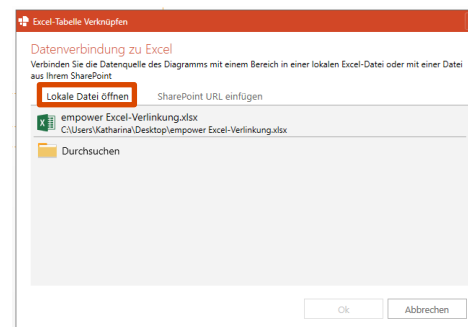 Excel-Tabelle Verknüpfen
Datenverbindung zu Excel
Verbinden Sie die Datenquelle des Diagramms mit einem Bereich in einer lokalen Excel-Datei oder mit einer Datei
aus Ihrem SharePoint
Lokale Datei öffnen SharePoint URL einfügen
empower Excel-Verlinkung.xlsx
C:\Users\Katharina\Desktop\empower Excel-Verlinkung.xlsx
Durchsuchen
Ok Abbrechen